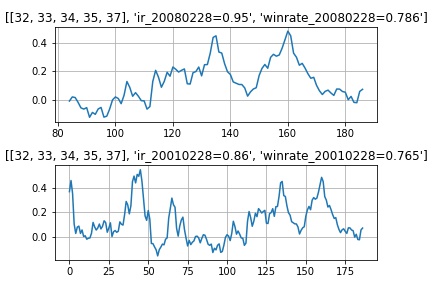 [[32, 33, 34, 35, 37], 'ir_20080228=0.95', 'winrate_20080228=0.786']
0.4
0.2
0.0
80 100 120 140 160 180
[[32, 33, 34, 35, 37], 'ir_20010228=0.86', 'winrate_20010228=0.765']
0.4
0.2
0.0
0 25 50 75 100 125 150 175